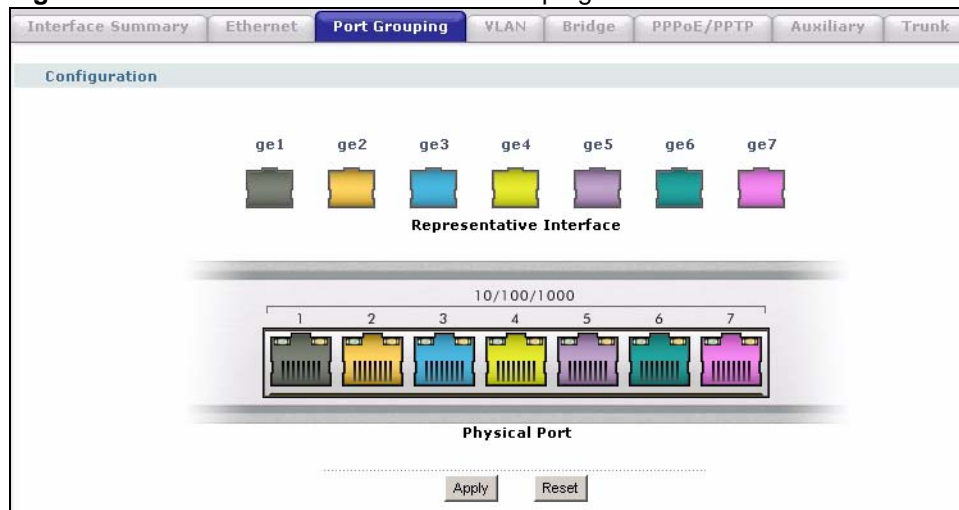 Interface Summary Ethernet Port Grouping VLAN Bridge PPPoE/PPTP Auxiliary Trunk
Configuration
ge1 ge2 ge3 ge4 ge5 ge6 ge7
Representative Interface
10/100/1000
1 2 3 4 5 6 7
Physical Port
Apply Reset